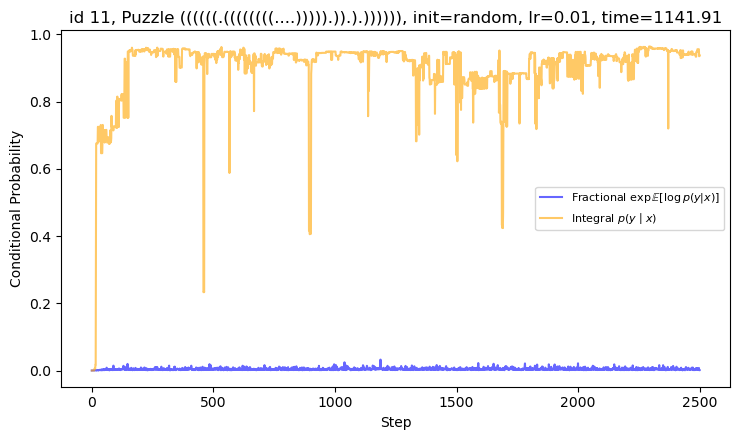 id 11, Puzzle ((((((.((((((((....))))).)).).)))))), init=random, lr=0.01, time=1141.91
1.0
0.8
0.6
0.4
0.2
0.0
Conditional Probability
Fractional exp𝔼[log p(y|x)]
Integral p(y | x)
0
500
1000
1500
2000
2500
Step